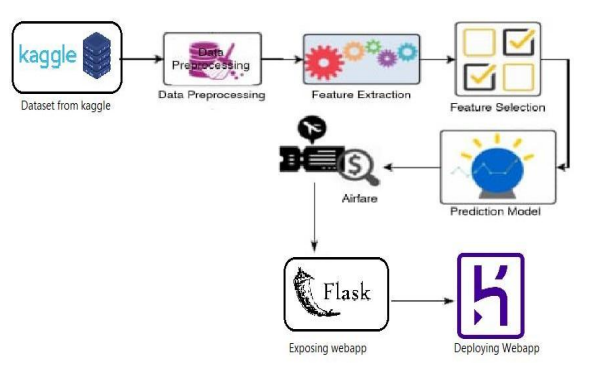 kaggle
Dataset from kaggle
Data
Preprocessing
Data Preprocessing
Feature Extraction
Feature Selection
Prediction Model
$
Airfare
Flask
Exposing webapp
Deploying Webapp